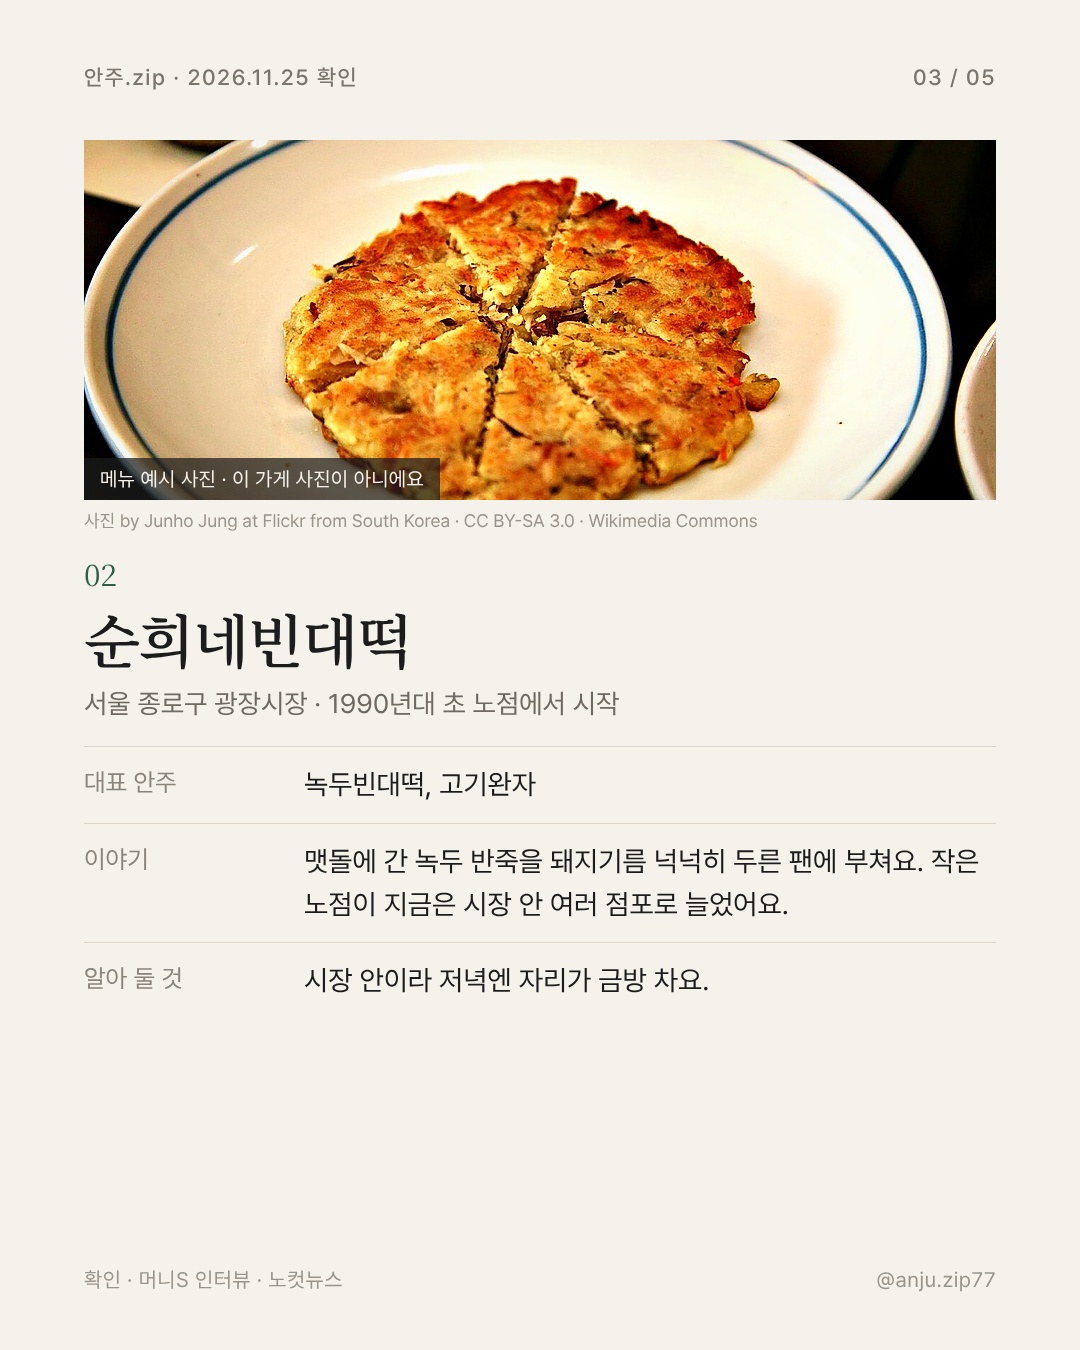 안주.zip · 2026.11.25 확인
03 / 05
메뉴 예시 사진 · 이 가게 사진이 아니에요
사진 by Junho Jung at Flickr from South Korea · CC BY-SA 3.0 · Wikimedia Commons
02
순희네빈대떡
서울 종로구 광장시장 · 1990년대 초 노점에서 시작
대표 안주
녹두빈대떡, 고기완자
이야기
맷돌에 간 녹두 반죽을 돼지기름 넉넉히 두른 팬에 부쳐요. 작은
노점이 지금은 시장 안 여러 점포로 늘었어요.
알아 둘 것
시장 안이라 저녁엔 자리가 금방 차요.
확인 · 머니S 인터뷰 · 노컷뉴스
@anju.zip77